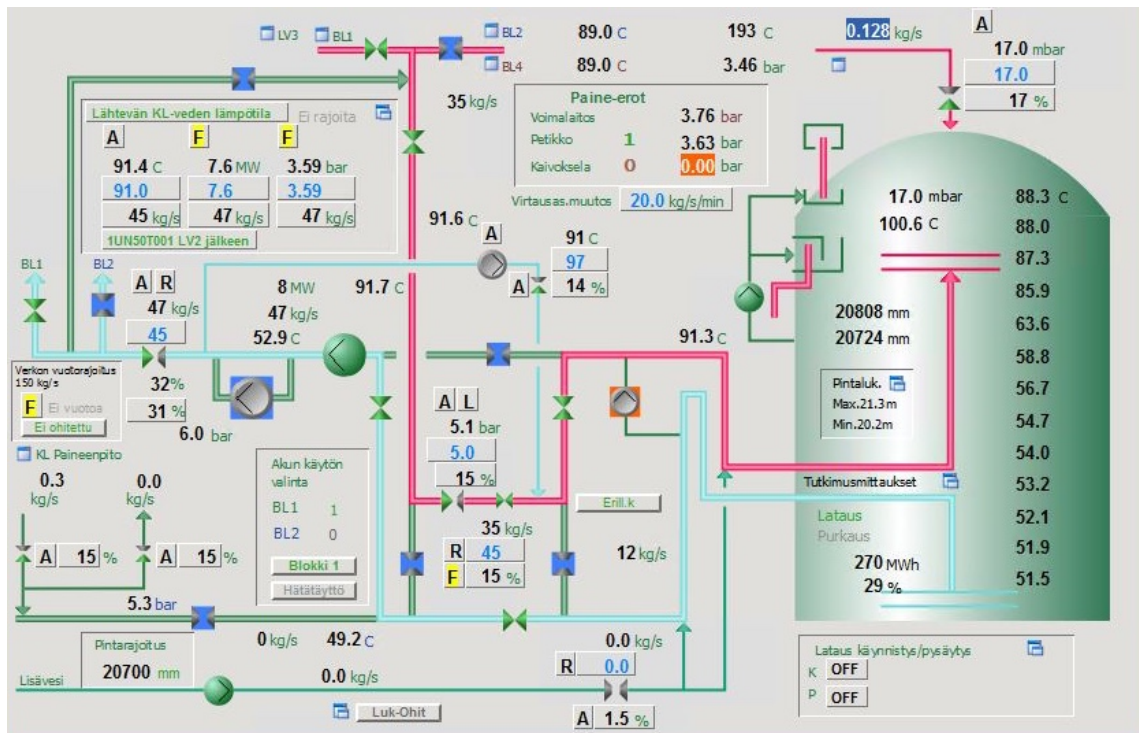 LV3 BL1 BL2 89.0 C 193 C 0.128 kg/s A
BL4 89.0 C 3.46 bar 17.0 mbar
17.0
17 %
35 kg/s
Lähtevän KL-veden lämpötila Ei rajoita
A F F
91.4 C 7.6 MW 3.59 bar
91.0 7.6 3.59
45 kg/s 47 kg/s 47 kg/s
1UN50T001 LV2 jälkeen
Paine-erot
Voimalaitos 3.76 bar
Petikko 1 3.63 bar
Kaivoksela 0 0.00 bar
Virtausas.muutos 20.0 kg/s/min
91.6 C
A
91 C
97
A 14 %
17.0 mbar
100.6 C
88.3 C
88.0
87.3
85.9
63.6
58.8
56.7
54.7
54.0
53.2
52.1
51.9
51.5
20808 mm
20724 mm
Pintaluk.
Max.21.3m
Min.20.2m
Tutkimusmittaukset
Lataus
Purkaus
270 MWh
29 %
BL1 BL2
A R
47 kg/s
45
32%
31 %
6.0 bar
8 MW
47 kg/s
52.9 C
91.7 C
91.3 C
Verkon vuotorajoitus
150 kg/s
F Ei vuotoa
Ei ohitettu
KL Paineenpito
0.3 0.0
kg/s kg/s
A 15 % A 15 %
5.3 bar
Akun käytön
valinta
BL1 1
BL2 0
Blokki 1
Hätätäyttö
A L
5.1 bar
5.0
15 %
Erill.k
35 kg/s
R 45
F 15 %
12 kg/s
0 kg/s 49.2 C
Pintarajoitus
20700 mm
Lisävesi
0.0 kg/s
0.0 kg/s
R 0.0
A 1.5 %
Luk-Ohit
Lataus käynnistys/pysäytys
K OFF
P OFF